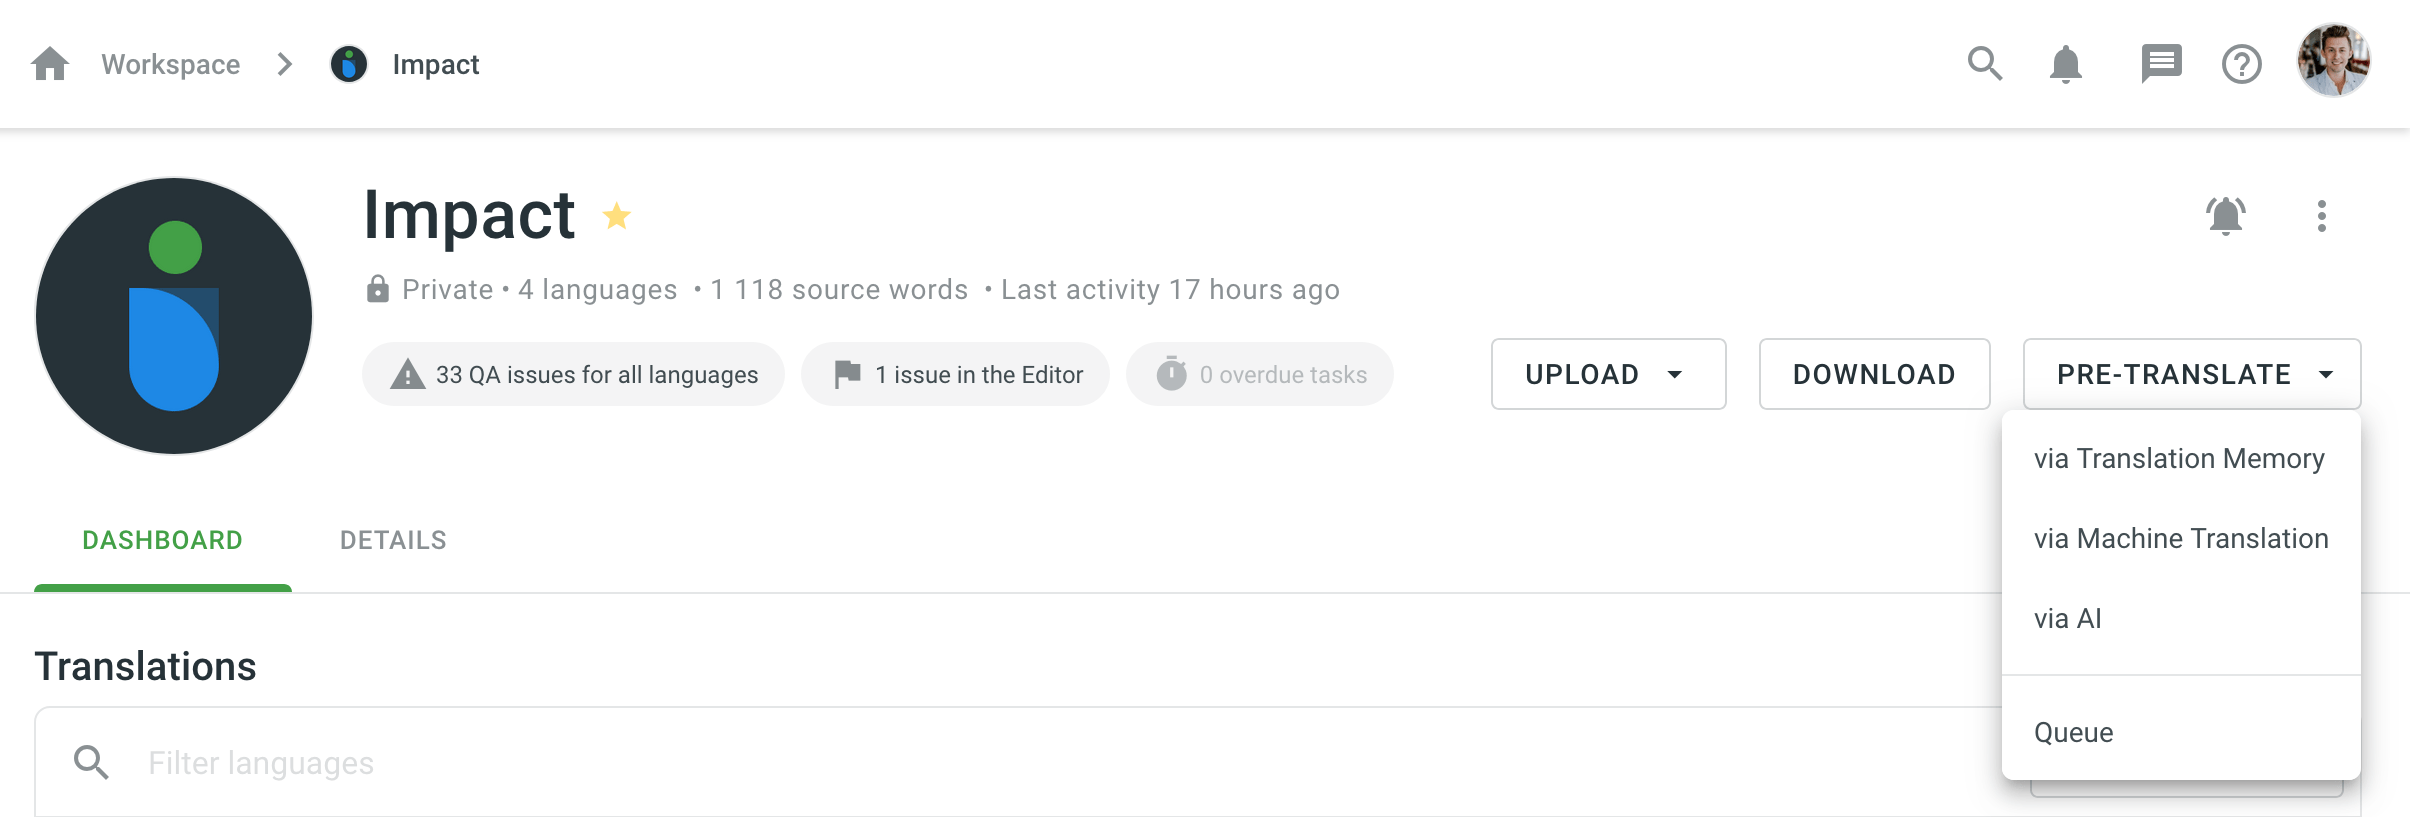 Workspace
Impact
Impact
Private • 4 languages • 1 118 source words • Last activity 17 hours ago
33 QA issues for all languages
1 issue in the Editor
0 overdue tasks
UPLOAD
DOWNLOAD
PRE-TRANSLATE
via Translation Memory
via Machine Translation
via AI
Queue
DASHBOARD
DETAILS
Translations
Filter languages